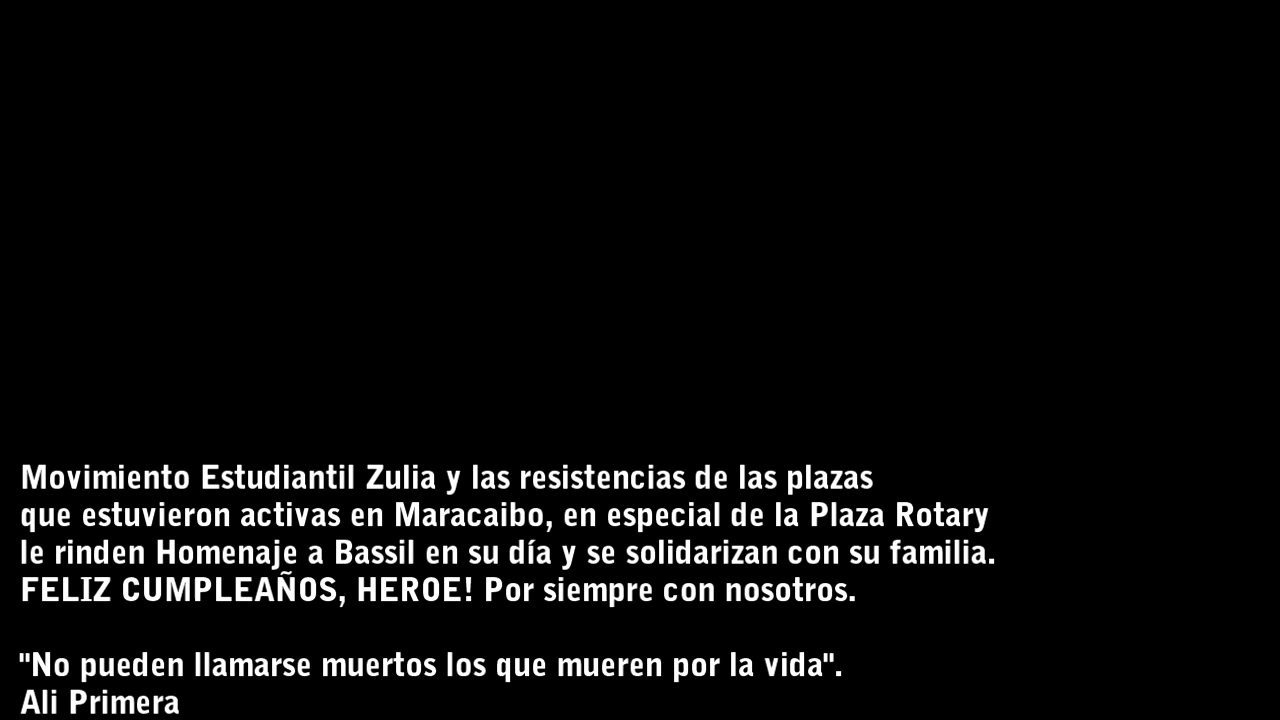 Movimiento Estudiantil Zulia y las resistencias de las plazas
que estuvieron activas en Maracaibo, en especial de la Plaza Rotary
le rinden Homenaje a Bassil en su día y se solidarizan con su familia.
FELIZ CUMPLEAÑOS, HEROE! Por siempre con nosotros.
"No pueden llamarse muertos los que mueren por la vida".
Ali Primera